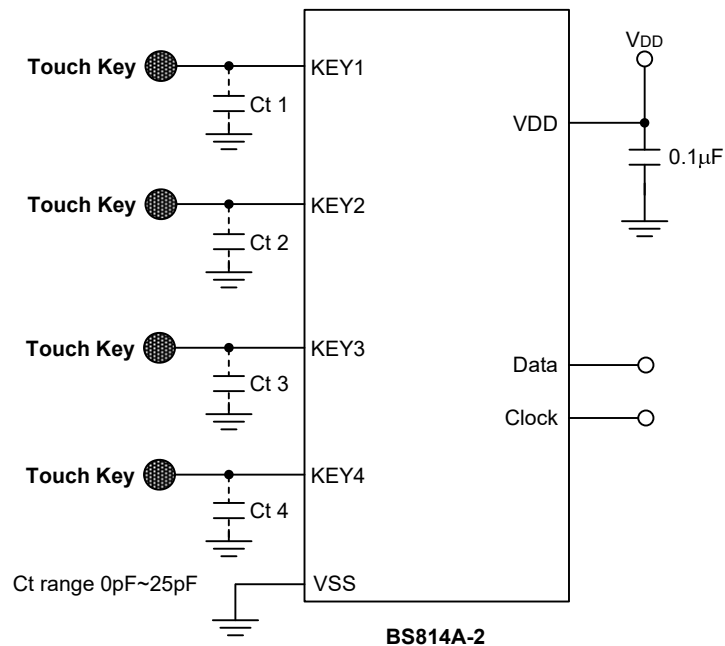 Touch Key
KEY1
Ct 1
Touch Key
KEY2
Ct 2
Touch Key
KEY3
Ct 3
Touch Key
KEY4
Ct 4
Ct range 0pF~25pF
VSS
VDD
VDD
0.1μF
Data
Clock
BS814A-2